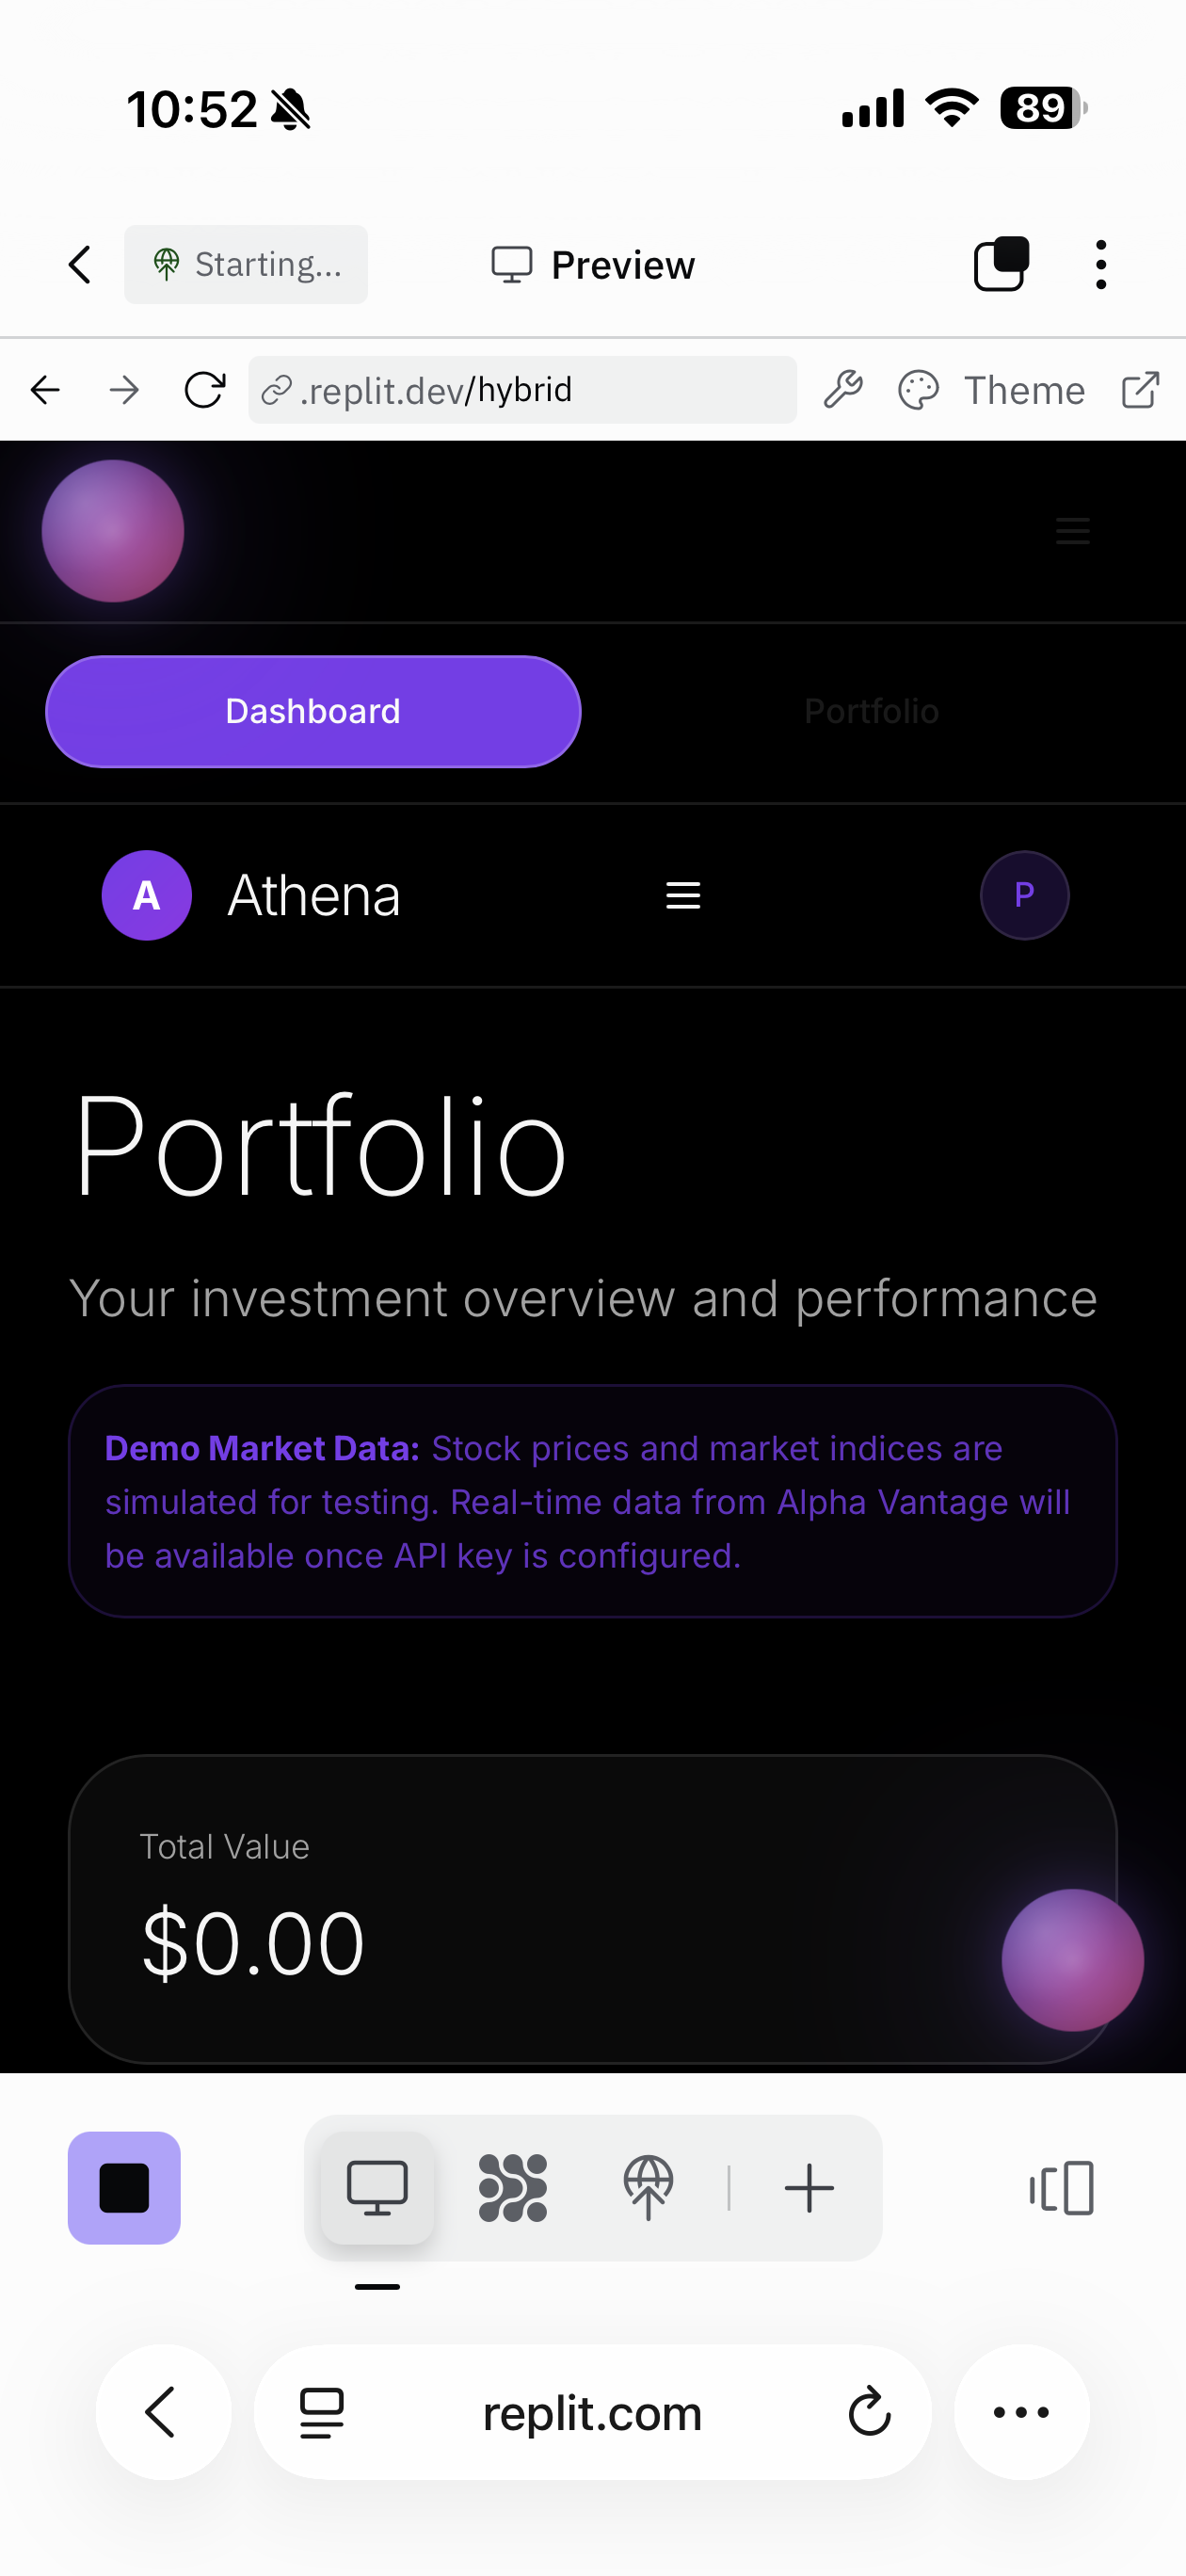 10:52
89
Starting...
Preview
.replit.dev/hybrid
Theme
Dashboard
Portfolio
A
Athena
P
Portfolio
Your investment overview and performance
Demo Market Data: Stock prices and market indices are
simulated for testing. Real-time data from Alpha Vantage will
be available once API key is configured.
Total Value
$0.00
replit.com